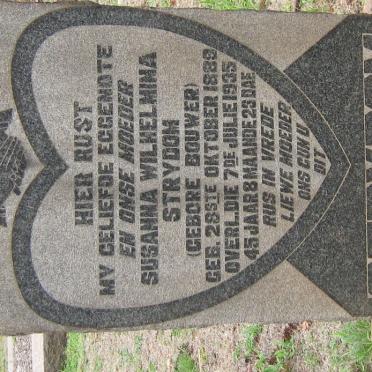 HIER RUST
MY GELIEFDE EGGENOTE
EN ONSE MOEDER
SUSANNA WILHELMINA
STRYDOM
(GEBORE BOUWER)
GEB. 28STE OKTOBER 1889
OVERL. DIE 7DE JULIE 1935
45 JAAR 8 MAANDE 23 DAE
RUS IN VREDE
LIEWE MOEDER
ONS GUN U
DIT